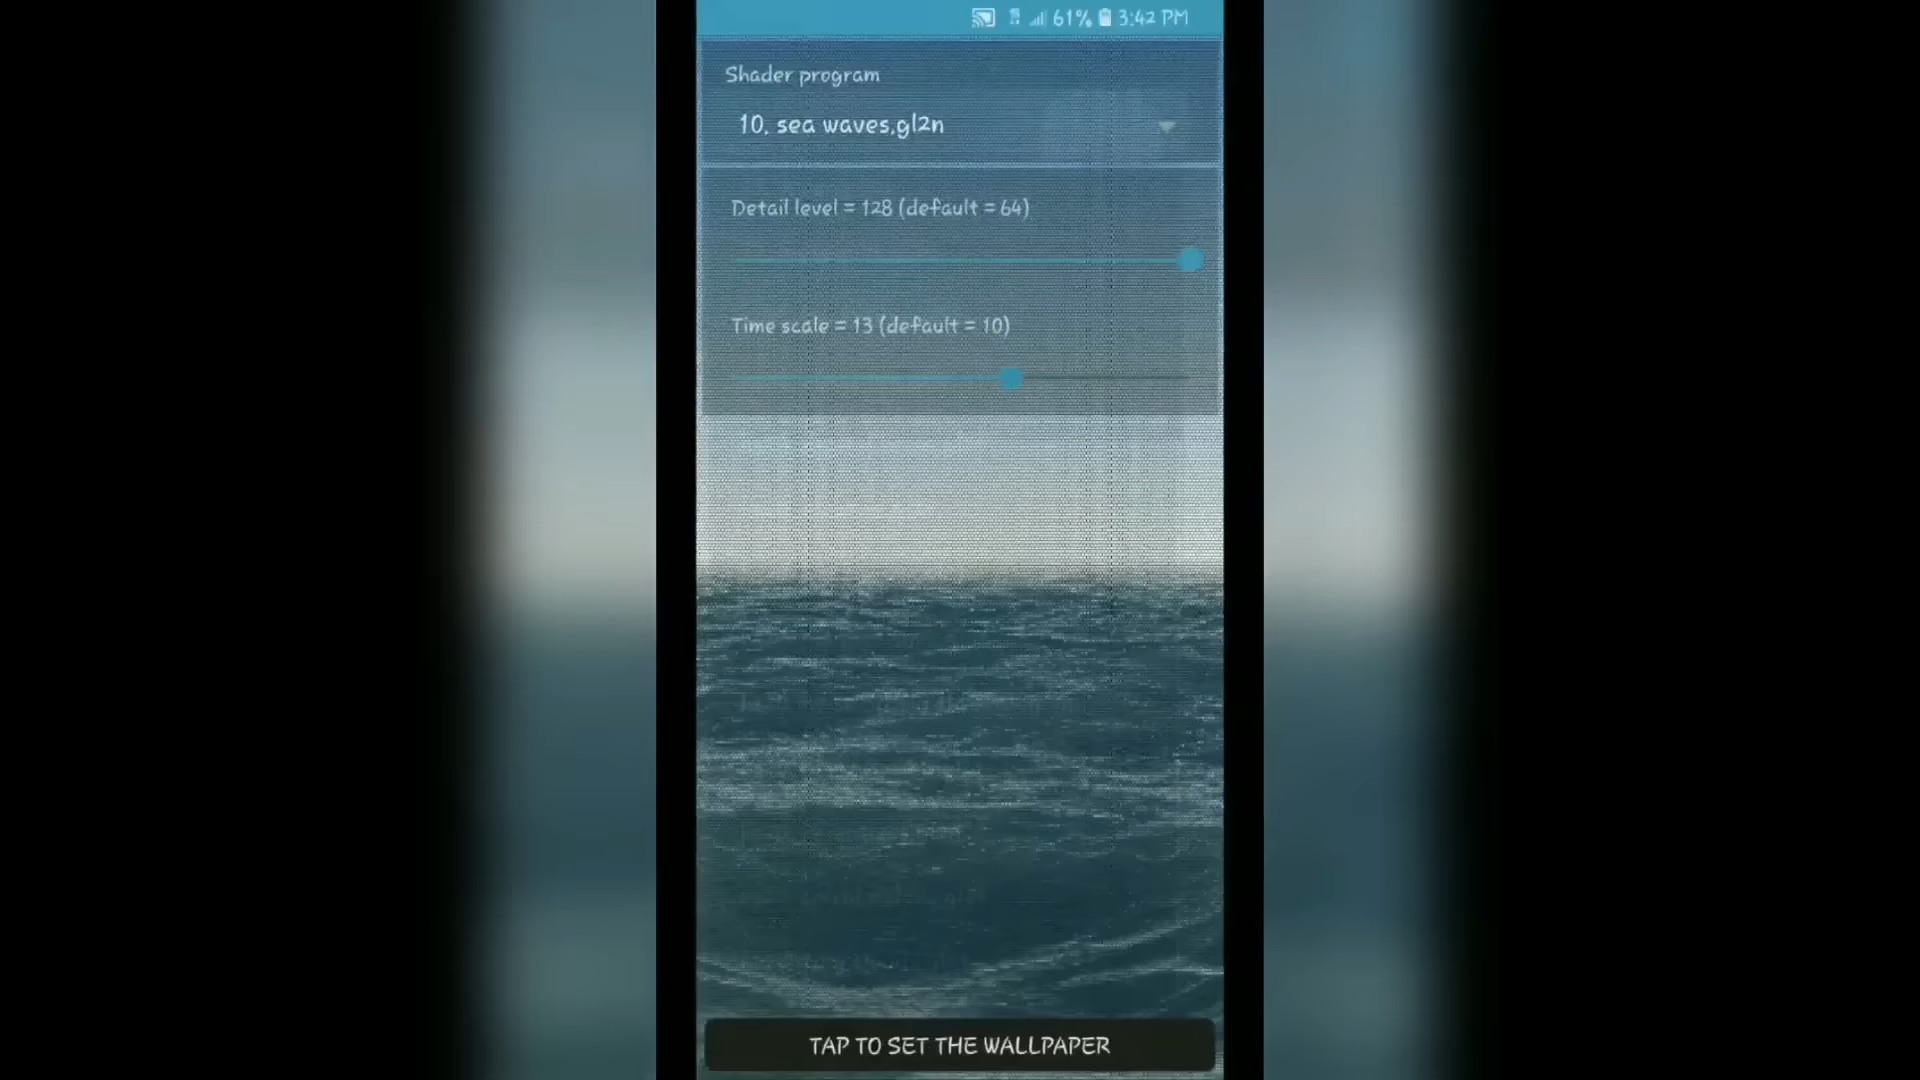 61% 3:42 PM
Shader program
10. sea waves,gl2n
Detail level = 128 (default = 64)
Time scale = 13 (default = 10)
TAP TO SET THE WALLPAPER